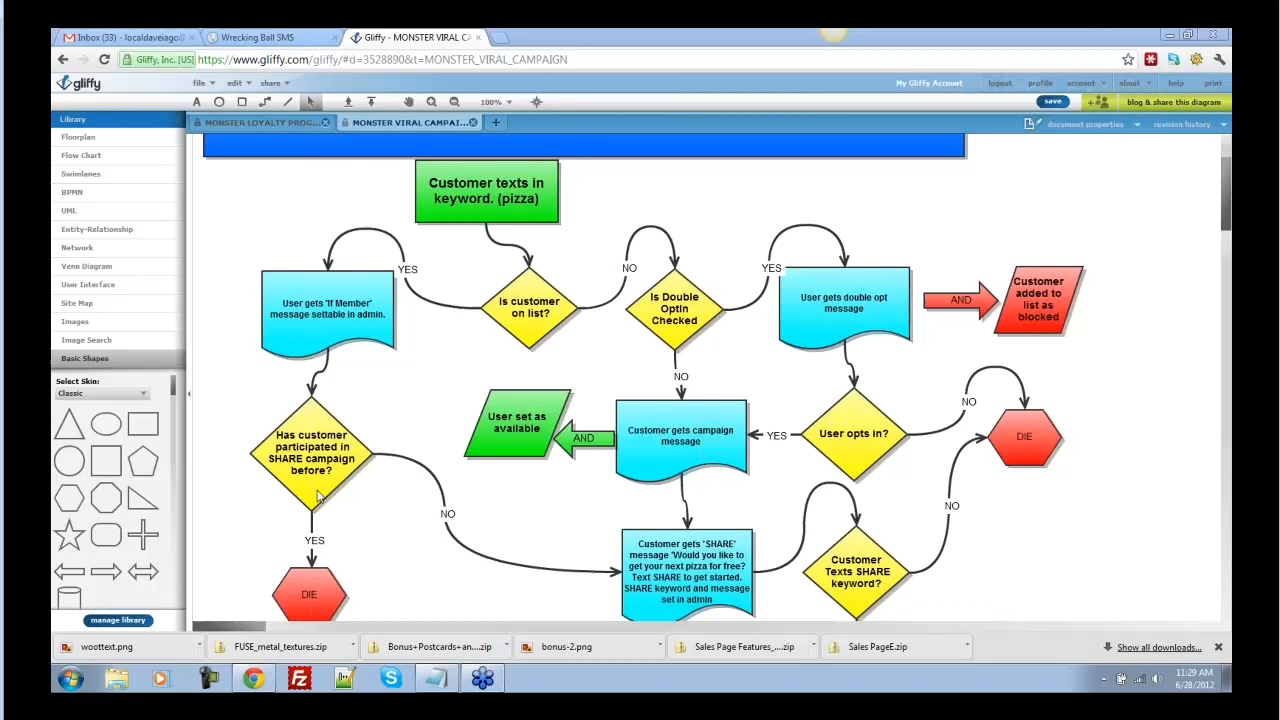 Inbox (33) - localdaveiago@
Wrecking Ball SMS
Gliffy - MONSTER VIRAL CA
Gliffy, Inc. [US]
https://www.gliffy.com/gliffy/#d=3528890&t=MONSTER_VIRAL_CAMPAIGN
gliffy
file
edit
share
My Gliffy Account
logout
profile
account
about
help
print
100%
save
blog & share this diagram
Library
MONSTER LOYALTY PROG...
MONSTER VIRAL CAMPAI...
document properties
revision history
Floorplan
Flow Chart
Swimlanes
BPMN
UML
Entity-Relationship
Network
Venn Diagram
User Interface
Site Map
Images
Image Search
Basic Shapes
Select Skin:
Classic
manage library
Customer texts in
keyword. (pizza)
YES
NO
YES
User gets 'If Member'
message settable in admin.
Is customer
on list?
Is Double
OptIn
Checked
User gets double opt
message
AND
Customer
added to
list as
blocked
NO
NO
Has customer
participated in
SHARE campaign
before?
User set as
available
AND
Customer gets campaign
message
YES
User opts in?
DIE
NO
NO
YES
DIE
Customer gets 'SHARE'
message 'Would you like to
get your next pizza for free?
Text SHARE to get started.
SHARE keyword and message
set in admin
Customer
Texts SHARE
keyword?
woottext.png
FUSE_metal_textures.zip
Bonus+Postcards+an....zip
bonus-2.png
Sales Page Features_....zip
Sales PageE.zip
Show all downloads...
11:29 AM
6/28/2012